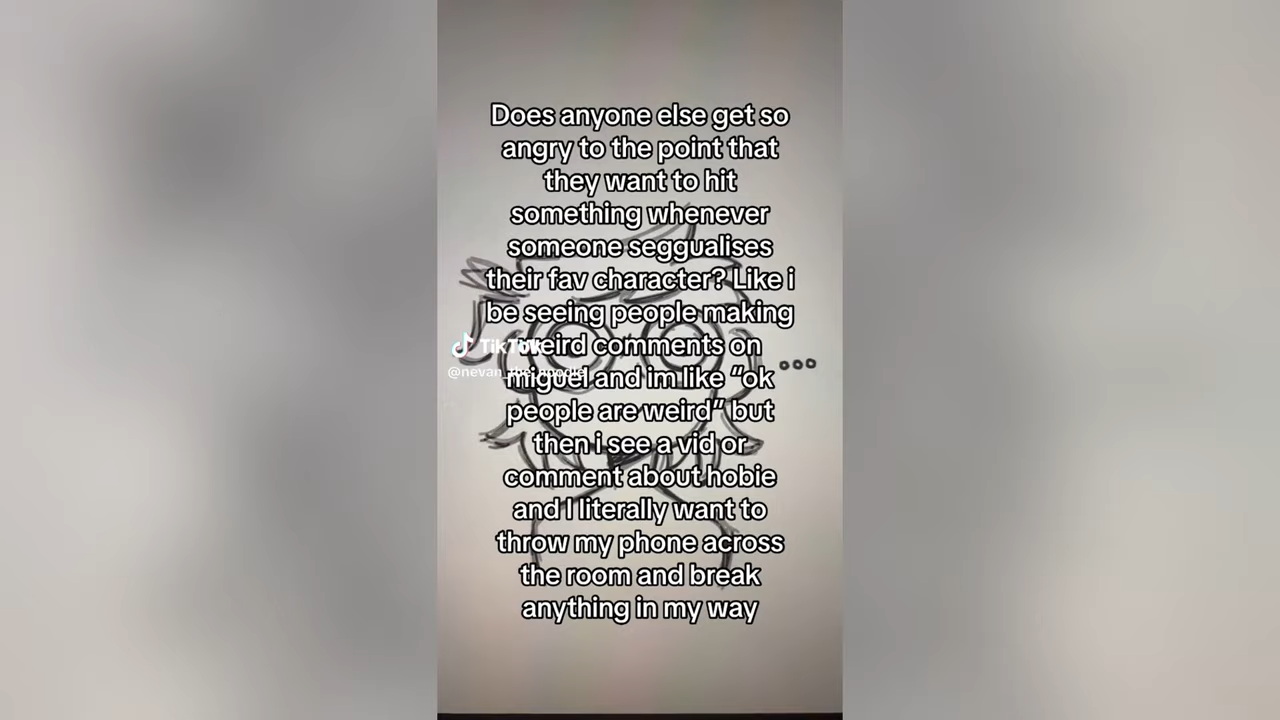 Does anyone else get so
angry to the point that
they want to hit
something whenever
someone seggualises
their fav character? Like i
be seeing people making
weird comments on
TikTok
miguel and im like “ok
people are weird” but
then i see a vid or
comment about hobie
and I literally want to
throw my phone across
the room and break
anything in my way